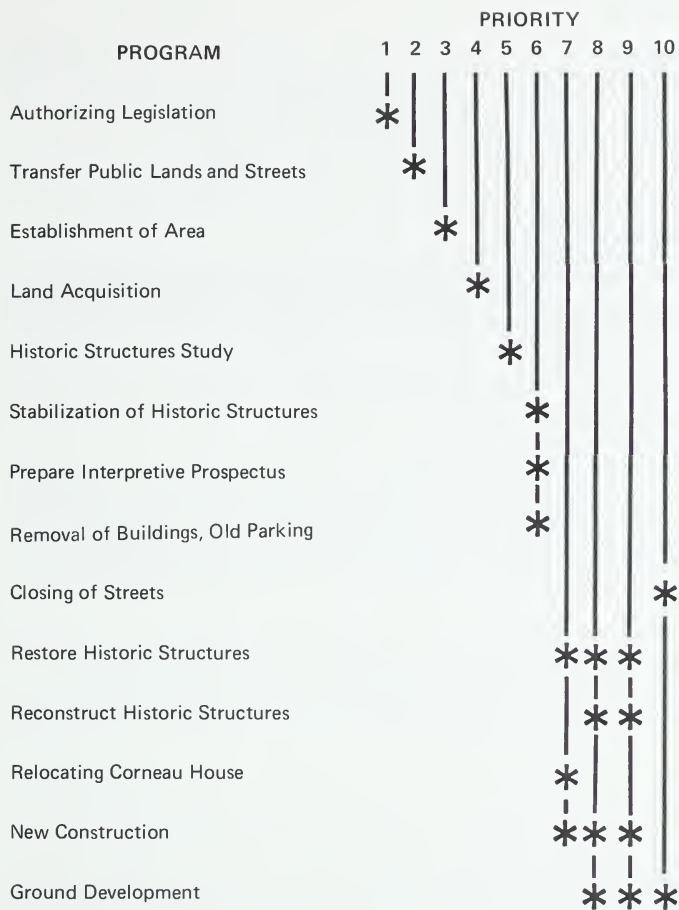 PRIORITY
PROGRAM 1 2 3 4 5 6 7 8 9 10
Authorizing Legislation
Transfer Public Lands and Streets
Establishment of Area
Land Acquisition
Historic Structures Study
Stabilization of Historic Structures
Prepare Interpretive Prospectus
Removal of Buildings, Old Parking
Closing of Streets
Restore Historic Structures
Reconstruct Historic Structures
Relocating Corneau House
New Construction
Ground Development